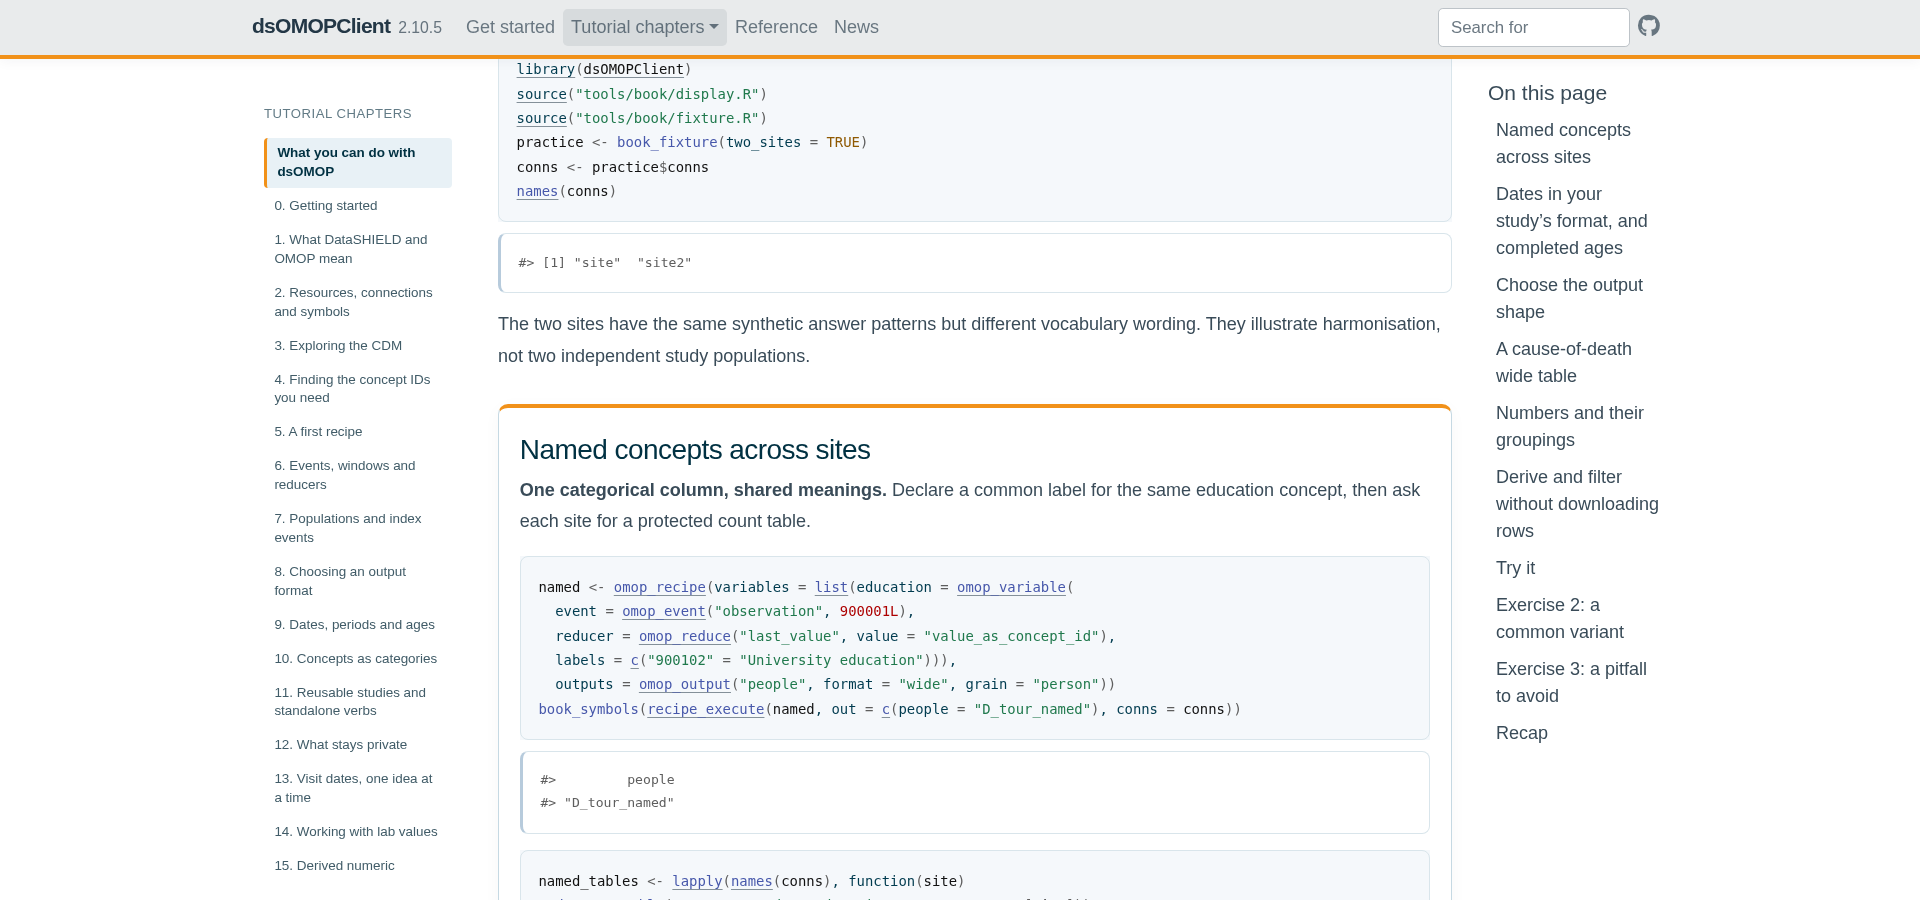 dsOMOPClient 2.10.5 Get started Tutorial chapters Reference News Search for
TUTORIAL CHAPTERS
What you can do with
dsOMOP
0. Getting started
1. What DataSHIELD and
OMOP mean
2. Resources, connections
and symbols
3. Exploring the CDM
4. Finding the concept IDs
you need
5. A first recipe
6. Events, windows and
reducers
7. Populations and index
events
8. Choosing an output
format
9. Dates, periods and ages
10. Concepts as categories
11. Reusable studies and
standalone verbs
12. What stays private
13. Visit dates, one idea at
a time
14. Working with lab values
15. Derived numeric
library(dsOMOPClient)
source("tools/book/display.R")
source("tools/book/fixture.R")
practice <- book_fixture(two_sites = TRUE)
conns <- practice$conns
names(conns)
#> [1] "site"  "site2"
The two sites have the same synthetic answer patterns but different vocabulary wording. They illustrate harmonisation,
not two independent study populations.
Named concepts across sites
One categorical column, shared meanings. Declare a common label for the same education concept, then ask
each site for a protected count table.
named <- omop_recipe(variables = list(education = omop_variable(
  event = omop_event("observation", 900001L),
  reducer = omop_reduce("last_value", value = "value_as_concept_id"),
  labels = c("900102" = "University education"))),
  outputs = omop_output("people", format = "wide", grain = "person"))
book_symbols(recipe_execute(named, out = c(people = "D_tour_named"), conns = conns))
#>         people
#> "D_tour_named"
named_tables <- lapply(names(conns), function(site)
On this page
Named concepts
across sites
Dates in your
study’s format, and
completed ages
Choose the output
shape
A cause-of-death
wide table
Numbers and their
groupings
Derive and filter
without downloading
rows
Try it
Exercise 2: a
common variant
Exercise 3: a pitfall
to avoid
Recap